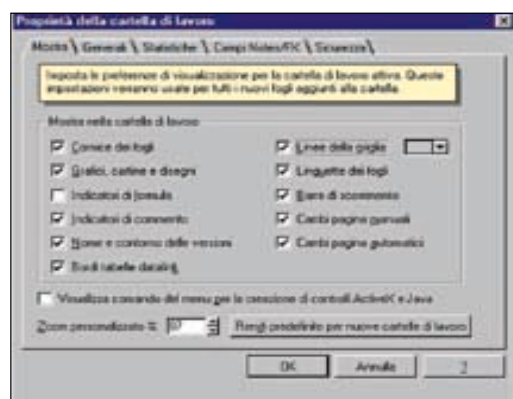 Proprietà della cartella di lavoro
Mostra \ Generali \ Statistiche \ Campi Notes/FX \ Sicurezza \
Imposta le preferenze di visualizzazione per la cartella di lavoro attiva. Queste
impostazioni verranno usate per tutti i nuovi fogli aggiunti alla cartella.
Mostra nella cartella di lavoro
Cornice dei fogli
Linee della griglia
Grafici, cartine e disegni
Linguette dei fogli
Indicatori di formula
Barre di scorrimento
Indicatori di commento
Cambi pagina manuali
Nome e contorno delle versioni
Cambi pagina automatici
Bordi tabelle datalink
Visualizza comando del menu per la creazione di controlli ActiveX e Java
Zoom personalizzato %
Rendi predefinito per nuove cartelle di lavoro
OK
Annulla
?